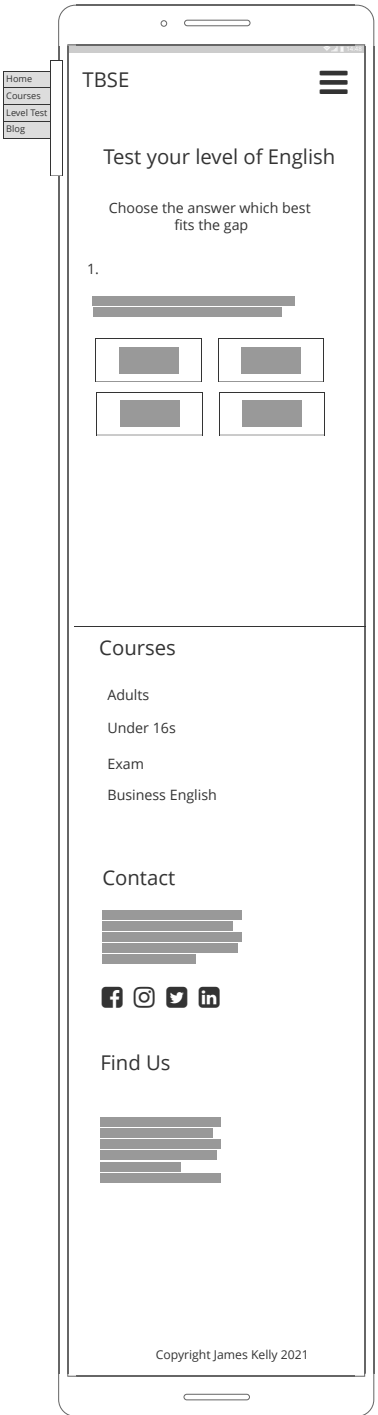 Home
Courses
Level Test
Blog
TBSE
Test your level of English
Choose the answer which best
fits the gap
1.
Courses
Adults
Under 16s
Exam
Business English
Contact
Find Us
Copyright James Kelly 2021